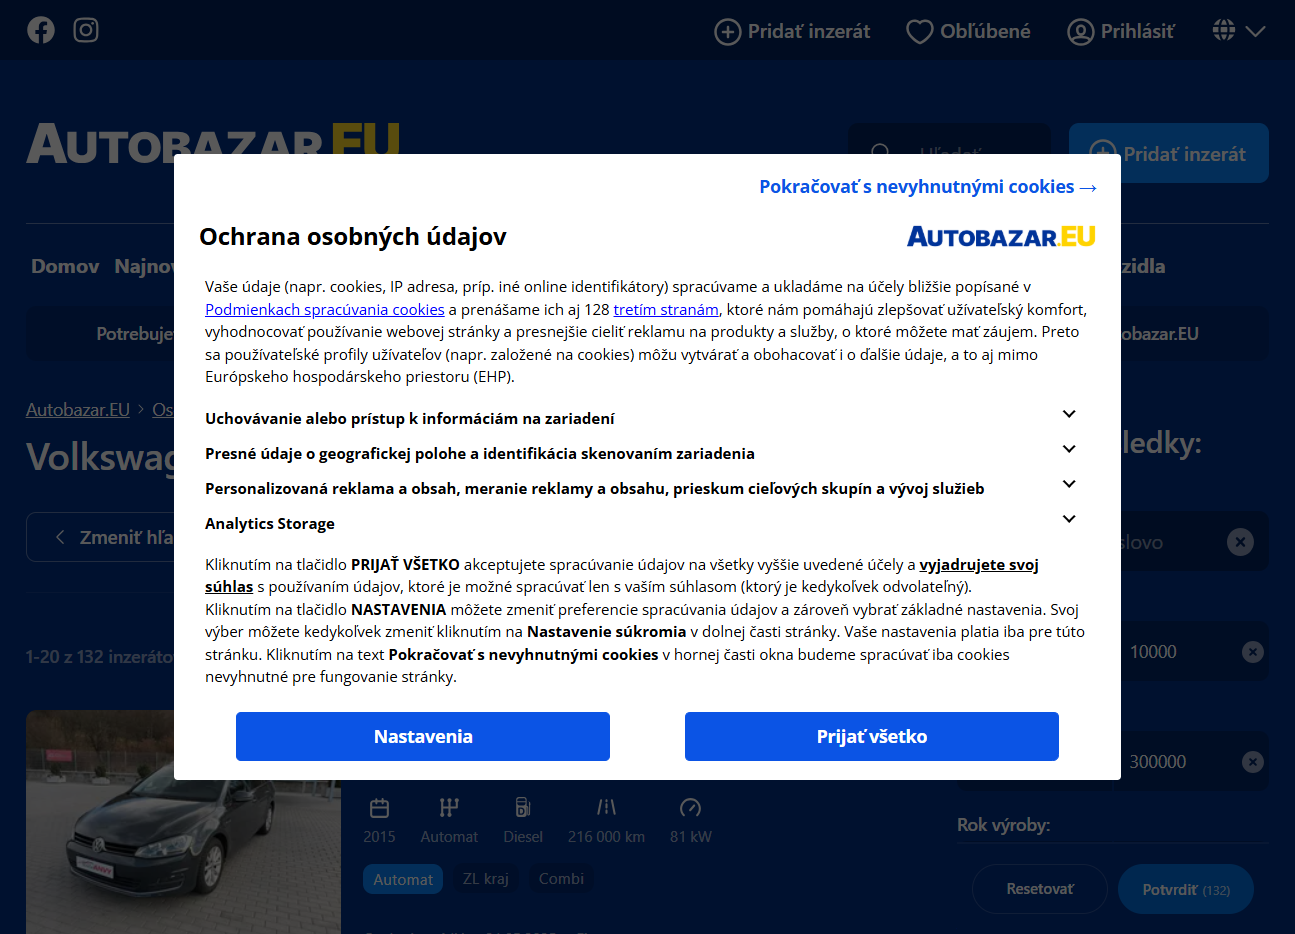 Pridať inzerát
Obľúbené
Prihlásiť
AUTOBAZAR.EU
Pridať inzerát
Domov
Potrebuje
obazar.EU
Autobazar.EU
Zmeniť
ledky:
slovo
1-20 z 132
10000
300000
Pokračovať s nevyhnutnými cookies →
Ochrana osobných údajov
AUTOBAZAR.EU
Vaše údaje (napr. cookies, IP adresa, príp. iné online identifikátory) spracúvame a ukladáme na účely bližšie popísané v
Podmienkach spracúvania cookies a prenášame ich aj 128 tretím stranám, ktoré nám pomáhajú zlepšovať užívateľský komfort,
vyhodnocovať používanie webovej stránky a presnejšie cieliť reklamu na produkty a služby, o ktoré môžete mať záujem. Preto
sa používateľské profily užívateľov (napr. založené na cookies) môžu vytvárať a obohacovať i o ďalšie údaje, a to aj mimo
Európskeho hospodárskeho priestoru (EHP).
Uchovávanie alebo prístup k informáciám na zariadení
Presné údaje o geografickej polohe a identifikácia skenovaním zariadenia
Personalizovaná reklama a obsah, meranie reklamy a obsahu, prieskum cieľových skupín a vývoj služieb
Analytics Storage
Kliknutím na tlačidlo PRIJAŤ VŠETKO akceptujete spracúvanie údajov na všetky vyššie uvedené účely a vyjadrujete svoj
súhlas s používaním údajov, ktoré je možné spracúvať len s vaším súhlasom (ktorý je kedykoľvek odvolateľný).
Kliknutím na tlačidlo NASTAVENIA môžete zmeniť preferencie spracúvania údajov a zároveň vybrať základné nastavenia. Svoj
výber môžete kedykoľvek zmeniť kliknutím na Nastavenie súkromia v dolnej časti stránky. Vaše nastavenia platia iba pre túto
stránku. Kliknutím na text Pokračovať s nevyhnutnými cookies v hornej časti okna budeme spracúvať iba cookies
nevyhnutné pre fungovanie stránky.
Nastavenia
Prijať všetko
2015
Automat
Diesel
216 000 km
81 kW
Automat
ZL kraj
Combi
Rok výroby:
Resetovať
Potvrdiť (132)